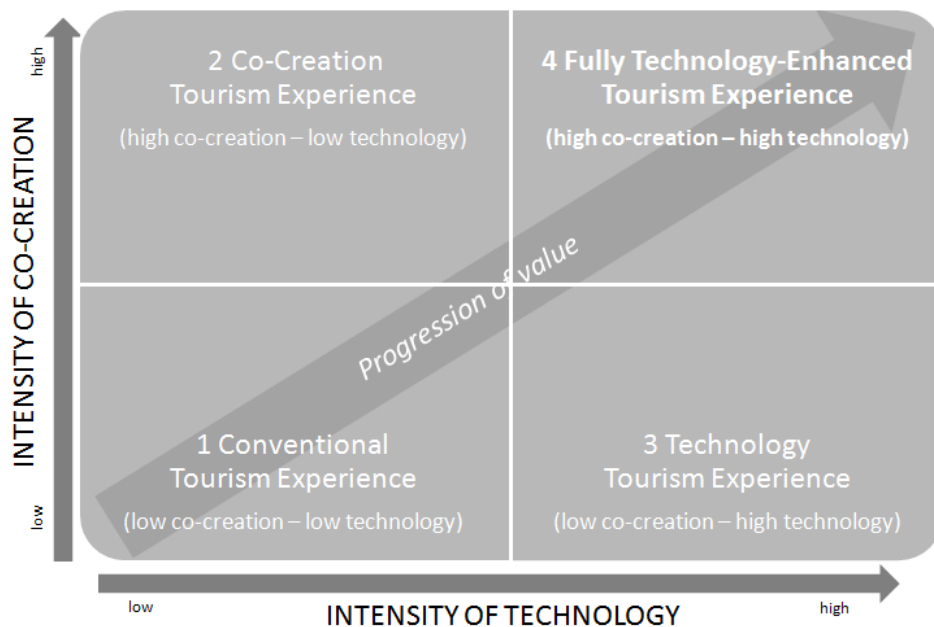 high
INTENSITY OF CO-CREATION
low
2 Co-Creation
Tourism Experience
(high co-creation – low technology)
4 Fully Technology-Enhanced
Tourism Experience
(high co-creation – high technology)
Progression of value
1 Conventional
Tourism Experience
(low co-creation – low technology)
3 Technology
Tourism Experience
(low co-creation – high technology)
low
INTENSITY OF TECHNOLOGY
high